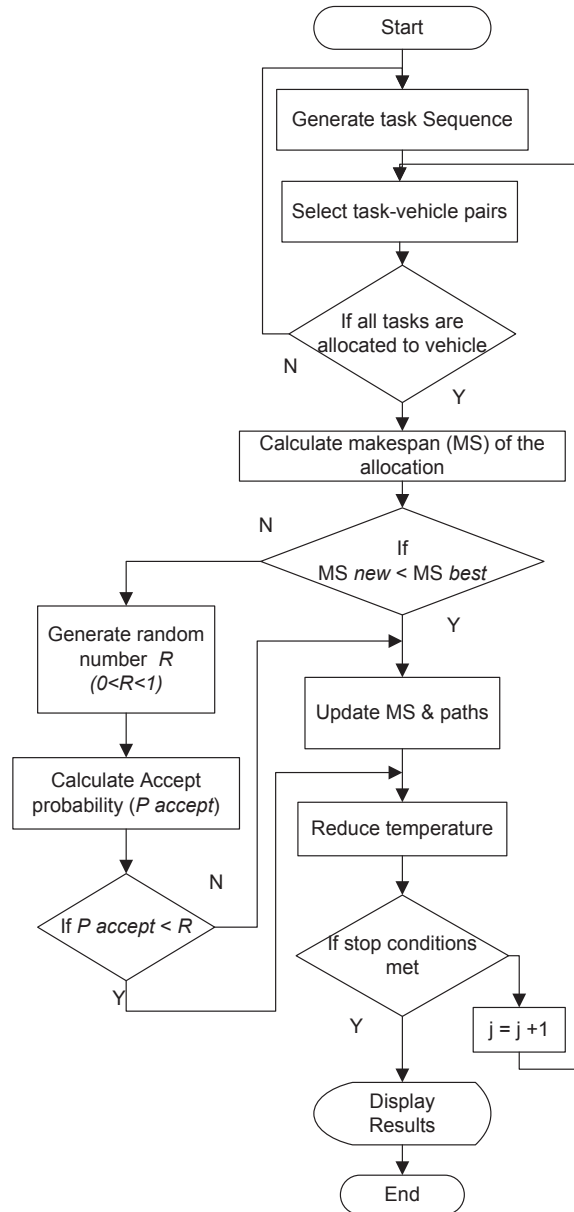 Start
Generate task Sequence
Select task-vehicle pairs
If all tasks are
allocated to vehicle
N
Y
Calculate makespan (MS) of the
allocation
N
If
MS new < MS best
Y
Generate random
number R
(0<R<1)
Update MS & paths
Calculate Accept
probability (P accept)
Reduce temperature
N
If P accept < R
Y
If stop conditions
met
Y
j = j +1
Display
Results
End